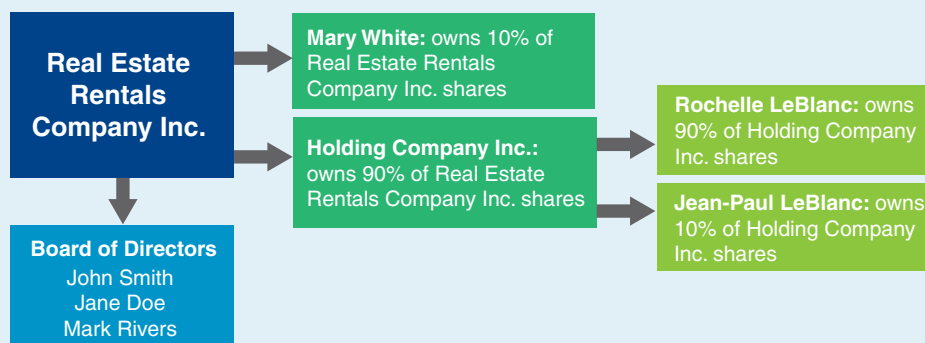 Real Estate
Rentals
Company Inc.
Mary White: owns 10% of
Real Estate Rentals
Company Inc. shares
Holding Company Inc.:
owns 90% of Real Estate
Rentals Company Inc. shares
Rochelle LeBlanc: owns
90% of Holding Company
Inc. shares
Jean-Paul LeBlanc: owns
10% of Holding Company
Inc. shares
Board of Directors
John Smith
Jane Doe
Mark Rivers